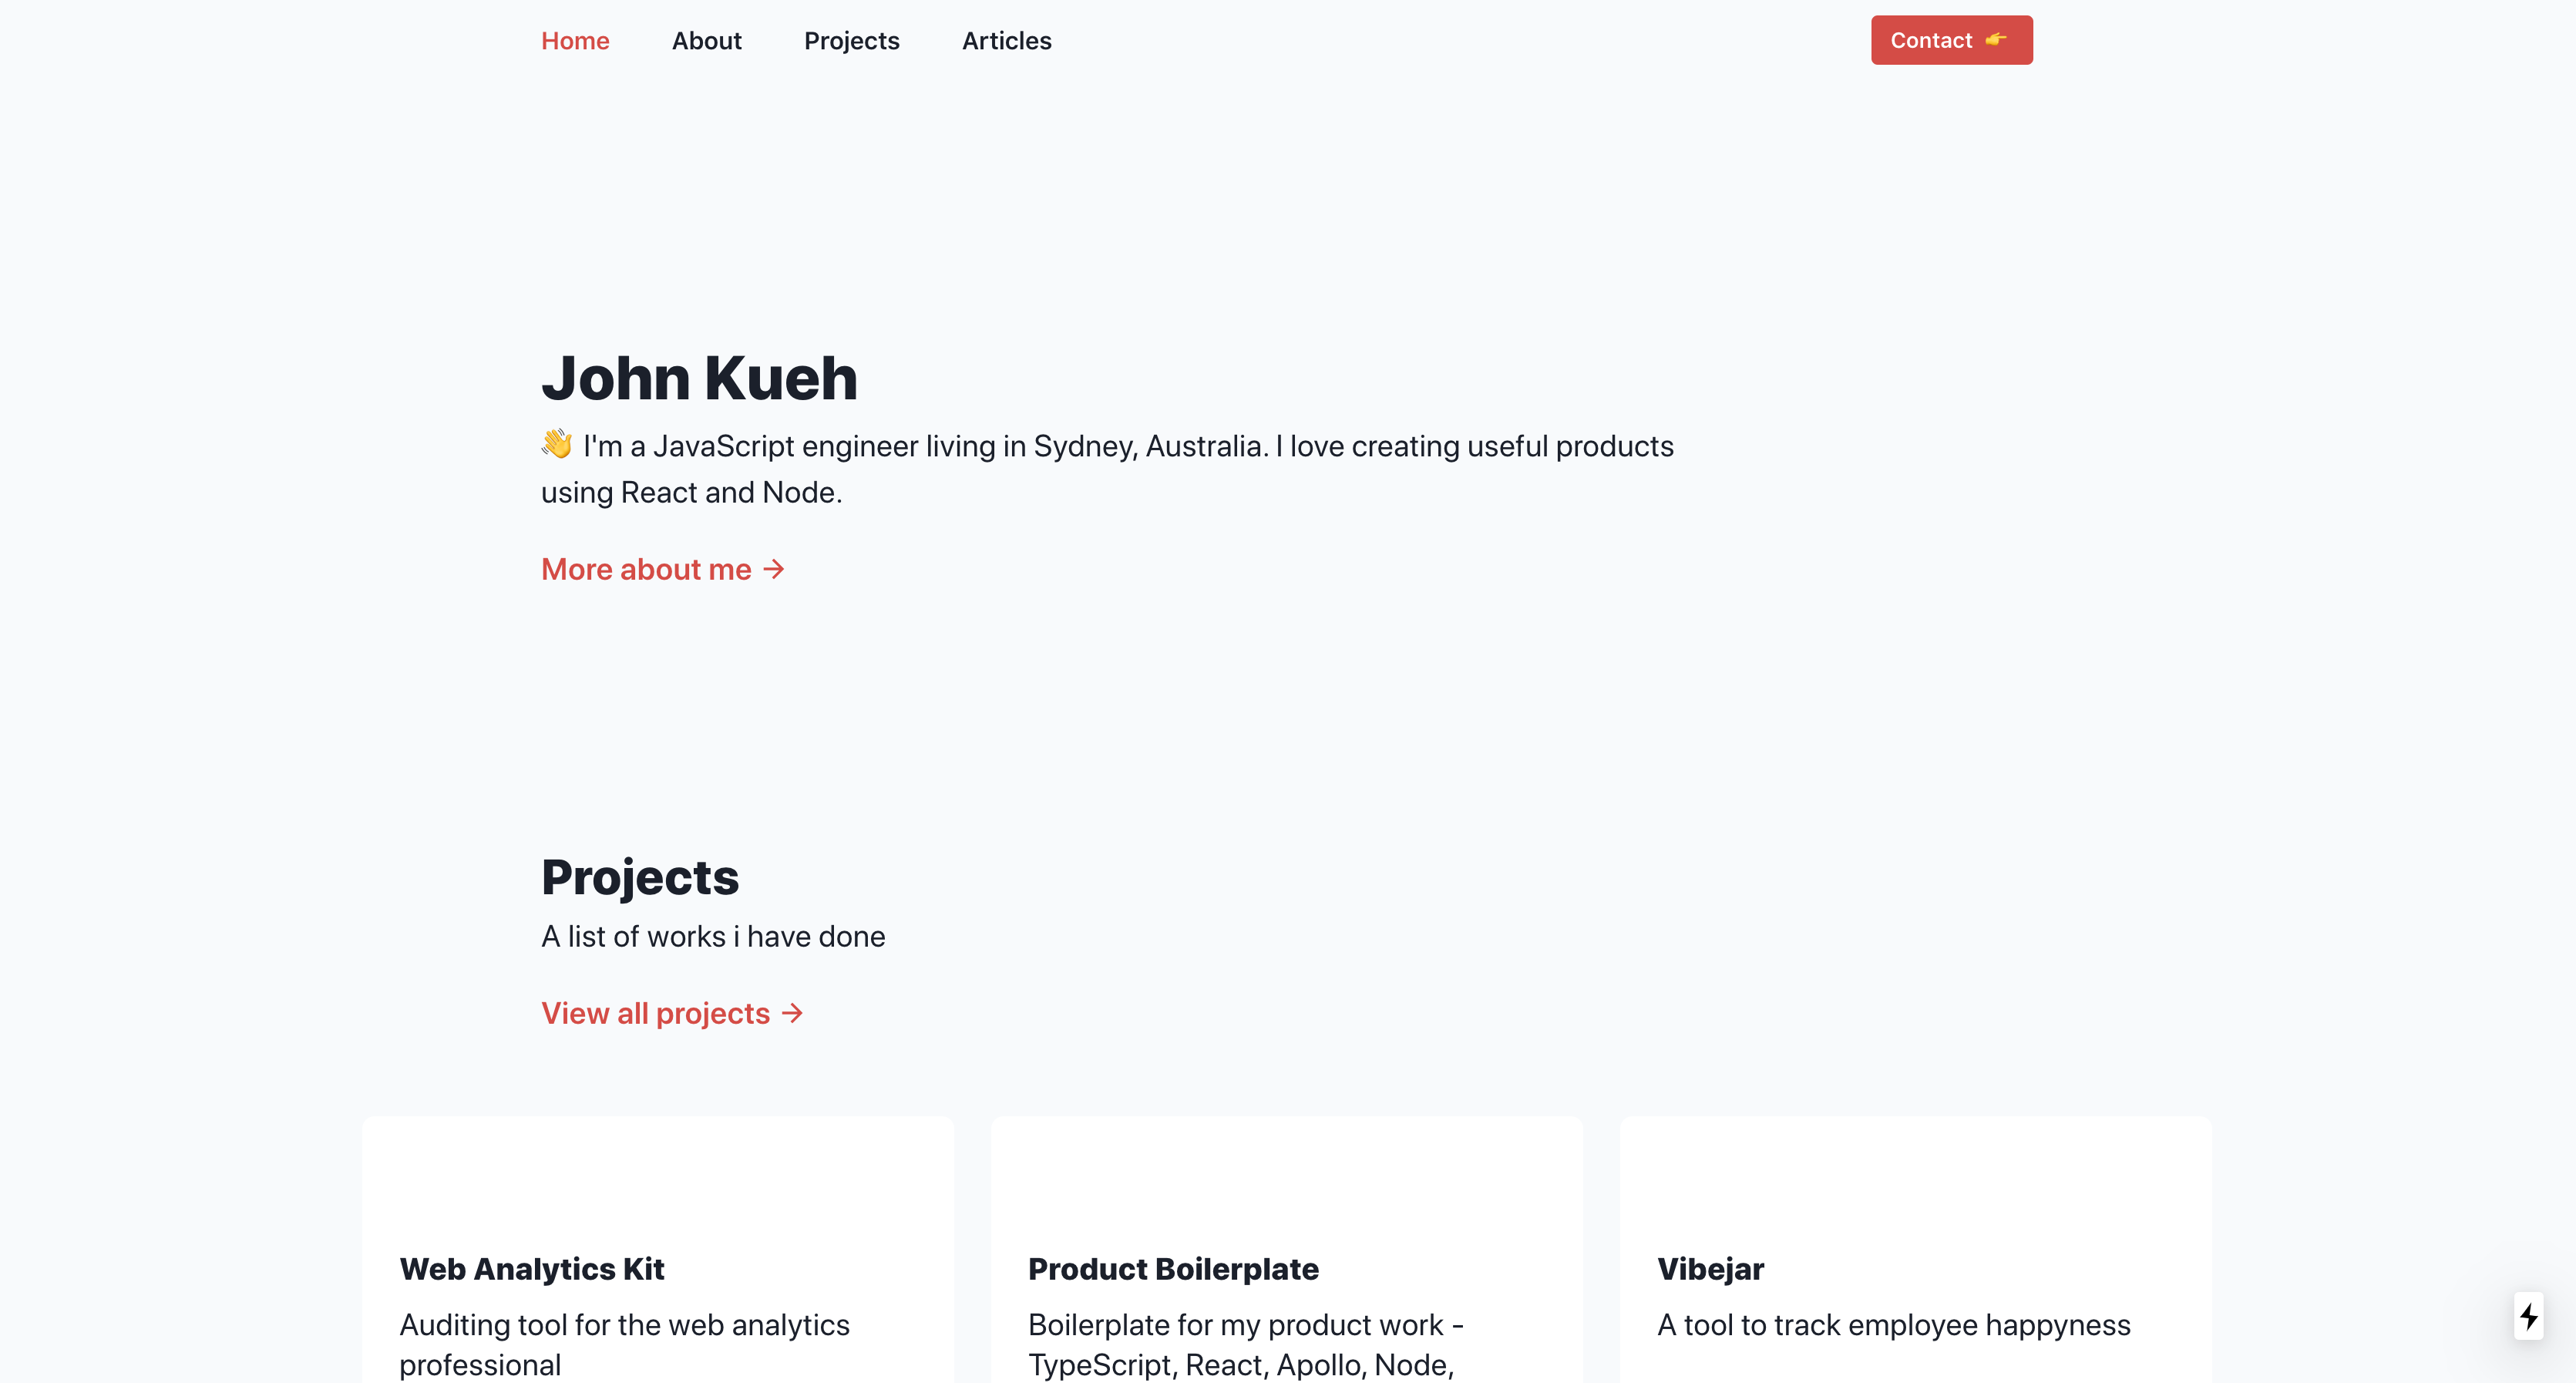 Home About Projects Articles Contact 👉
John Kueh
👋 I'm a JavaScript engineer living in Sydney, Australia. I love creating useful products
using React and Node.
More about me →
Projects
A list of works i have done
View all projects →
Web Analytics Kit
Auditing tool for the web analytics
professional
Product Boilerplate
Boilerplate for my product work -
TypeScript, React, Apollo, Node,
Vibejar
A tool to track employee happyness